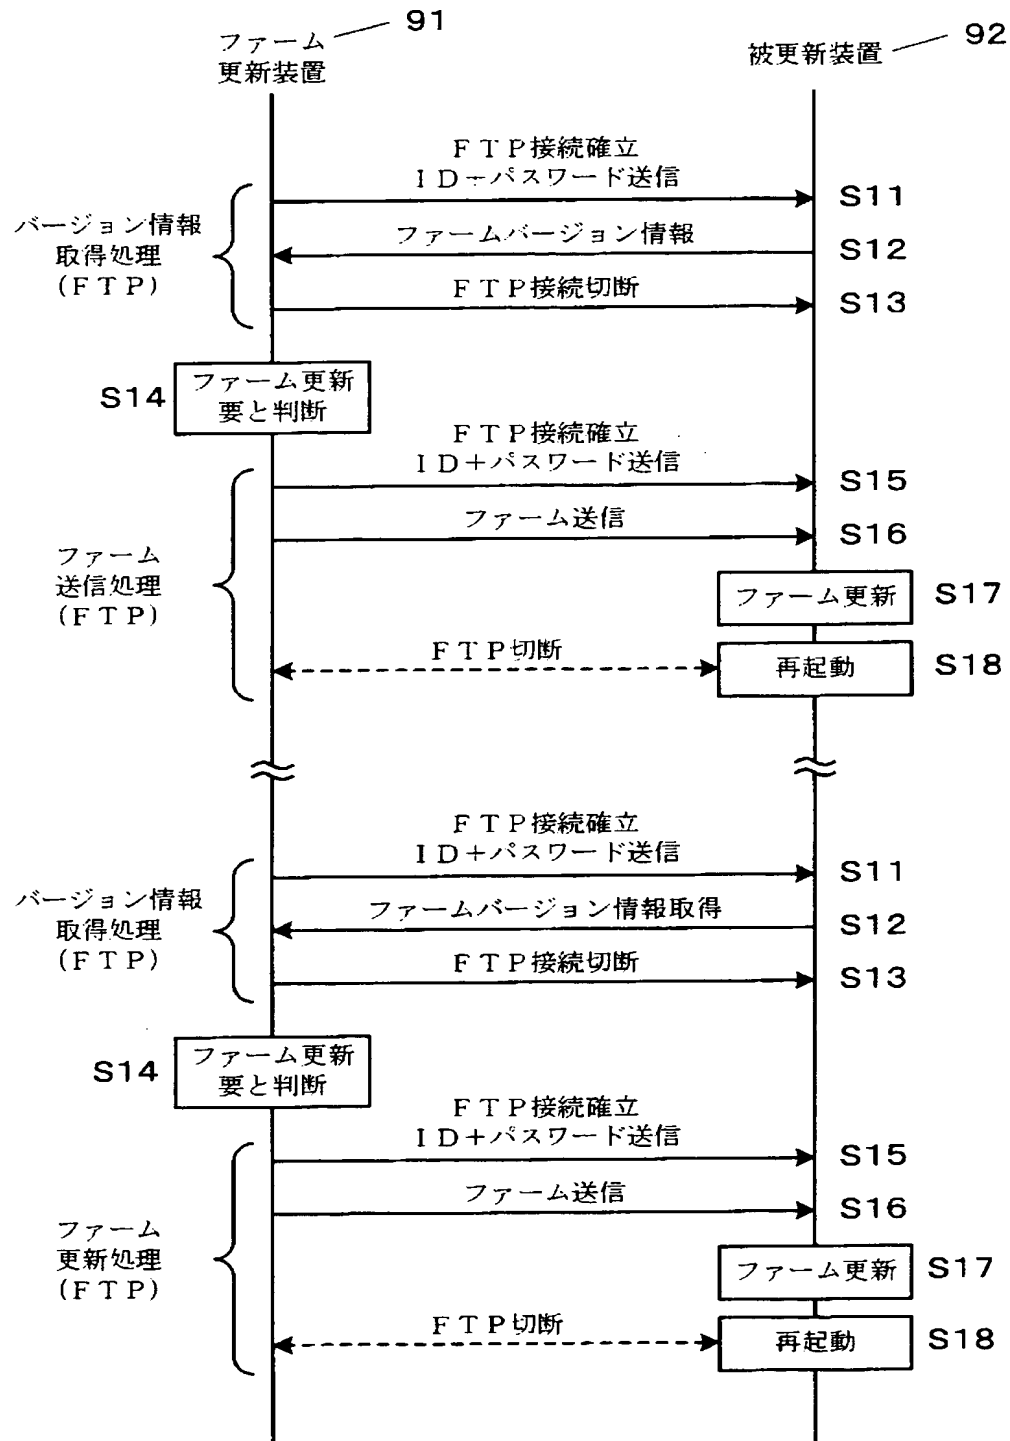 91
ファーム
更新装置
92
被更新装置
FTP接続確立
ID+パスワード送信
S11
バージョン情報
取得処理
(FTP)
ファームバージョン情報
S12
FTP接続切断
S13
S14
ファーム更新
要と判断
FTP接続確立
ID+パスワード送信
S15
ファーム送信
S16
ファーム
送信処理
(FTP)
ファーム更新
S17
FTP切断
再起動
S18
FTP接続確立
ID+パスワード送信
S11
バージョン情報
取得処理
(FTP)
ファームバージョン情報取得
S12
FTP接続切断
S13
S14
ファーム更新
要と判断
FTP接続確立
ID+パスワード送信
S15
ファーム送信
S16
ファーム
更新処理
(FTP)
ファーム更新
S17
FTP切断
再起動
S18